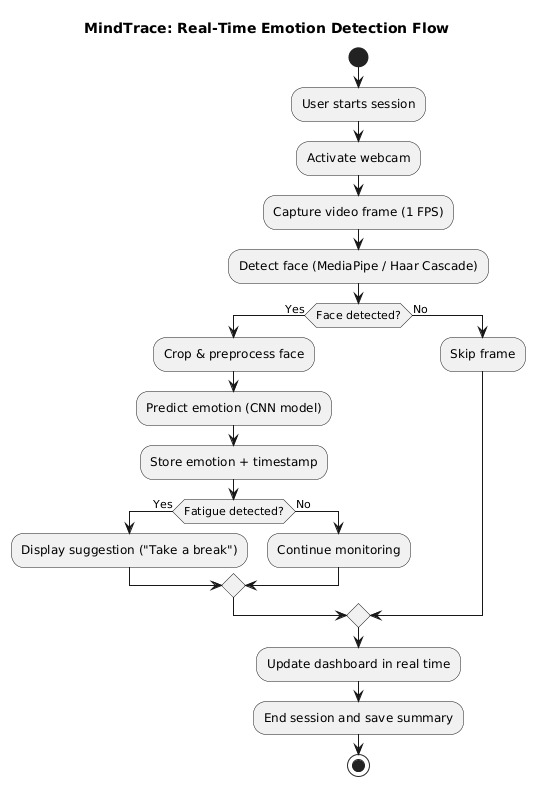 MindTrace: Real-Time Emotion Detection Flow
User starts session
Activate webcam
Capture video frame (1 FPS)
Detect face (MediaPipe / Haar Cascade)
Yes
Face detected?
No
Crop & preprocess face
Skip frame
Predict emotion (CNN model)
Store emotion + timestamp
Yes
Fatigue detected?
No
Display suggestion ("Take a break")
Continue monitoring
Update dashboard in real time
End session and save summary